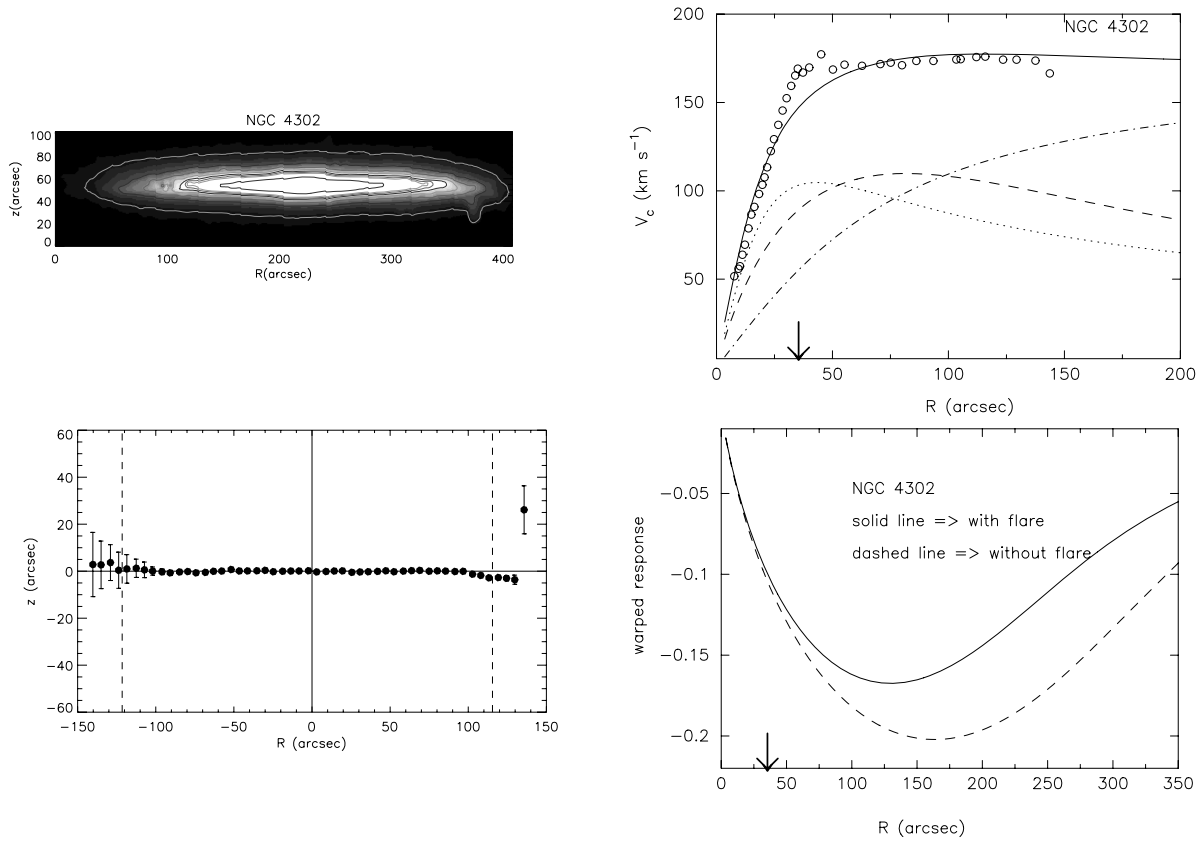 NGC 4302
100
80
60
40
20
0
z(arcsec)
0 100 200 300 400
R(arcsec)
NGC 4302
200
150
100
50
V_c (km s^−1)
0 50 100 150 200
R (arcsec)
60
40
20
0
−20
−40
−60
z (arcsec)
−150 −100 −50 0 50 100 150
R (arcsec)
NGC 4302
solid line => with flare
dashed line => without flare
−0.05
−0.1
−0.15
−0.2
warped response
0 50 100 150 200 250 300 350
R (arcsec)